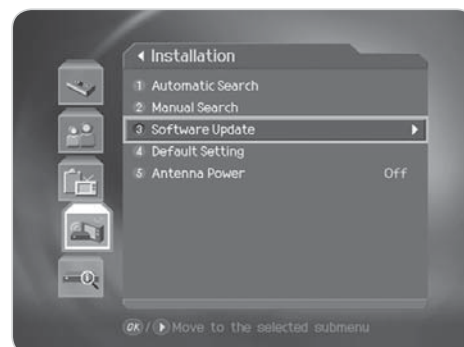 Installation
1 Automatic Search
2 Manual Search
3 Software Update
4 Default Setting
5 Antenna Power Off
OK / Move to the selected submenu